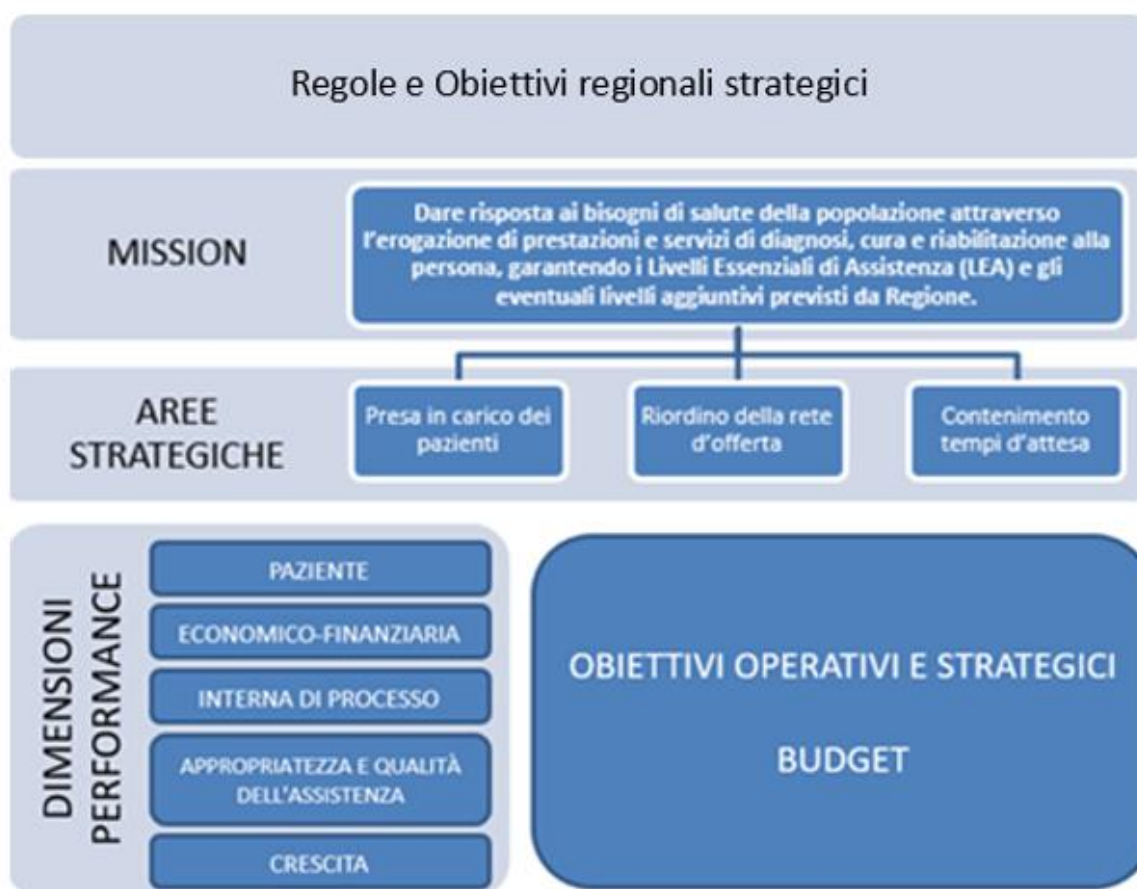 Regole e Obiettivi regionali strategici
MISSION
Dare risposta ai bisogni di salute della popolazione attraverso
l'erogazione di prestazioni e servizi di diagnosi, cura e riabilitazione alla
persona, garantendo i Livelli Essenziali di Assistenza (LEA) e gli
eventuali livelli aggiuntivi previsti da Regione.
AREE
STRATEGICHE
Presa in carico dei
pazienti
Riordino della rete
d'offerta
Contenimento
tempi d'attesa
DIMENSIONI
PERFORMANCE
PAZIENTE
ECONOMICO-FINANZIARIA
INTERNA DI PROCESSO
APPROPRIATEZZA E QUALITÀ
DELL'ASSISTENZA
CRESCITA
OBIETTIVI OPERATIVI E STRATEGICI
BUDGET